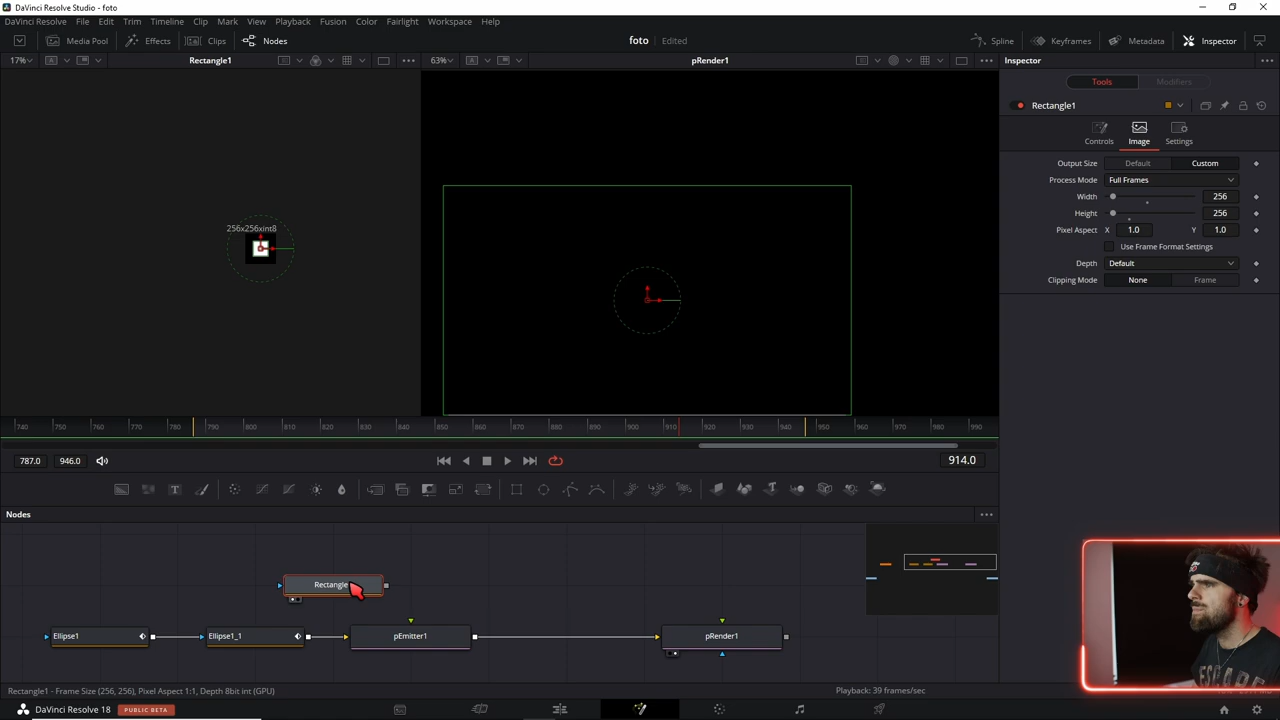 DaVinci Resolve Studio - foto
DaVinci Resolve File Edit Trim Timeline Clip Mark View Playback Fusion Color Fairlight Workspace Help
Media Pool Effects Clips Nodes foto Edited Spline Keyframes Metadata Inspector
17% Rectangle1 63% pRender1 Inspector
Tools Modifiers
Rectangle1
Controls Image Settings
Output Size Default Custom
Process Mode Full Frames
Width 256
Height 256
Pixel Aspect X 1.0 Y 1.0
Use Frame Format Settings
Depth Default
Clipping Mode None Frame
256x256xint8
740 750 760 770 780 790 800 810 820 830 840 850 860 870 880 890 900 910 920 930 940 950 960 970 980 990
787.0 946.0 914.0
Nodes
Rectangle
Ellipse1 Ellipse1_1 pEmitter1 pRender1
Rectangle1 - Frame Size (256, 256), Pixel Aspect 1:1, Depth 8bit int (GPU) Playback: 39 frames/sec
DaVinci Resolve 18 PUBLIC BETA